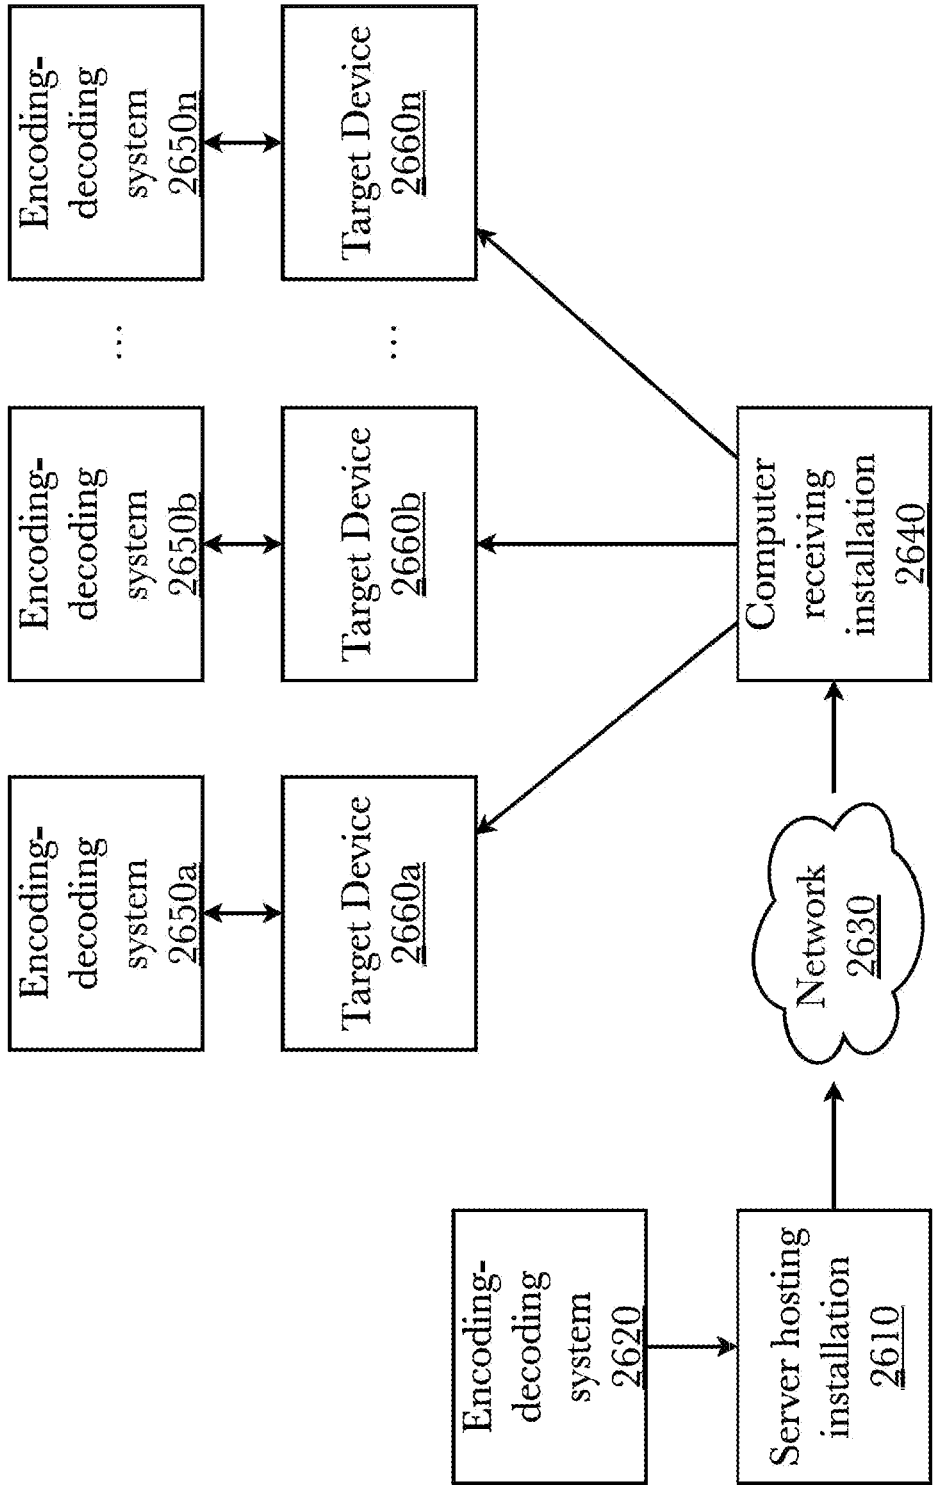 Encoding-
decoding
system
2620
Server hosting
installation
2610
Network
2630
Encoding-
decoding
system
2650a
Target Device
2660a
Encoding-
decoding
system
2650b
Target Device
2660b
...
...
Encoding-
decoding
system
2650n
Target Device
2660n
Computer
receiving
installation
2640